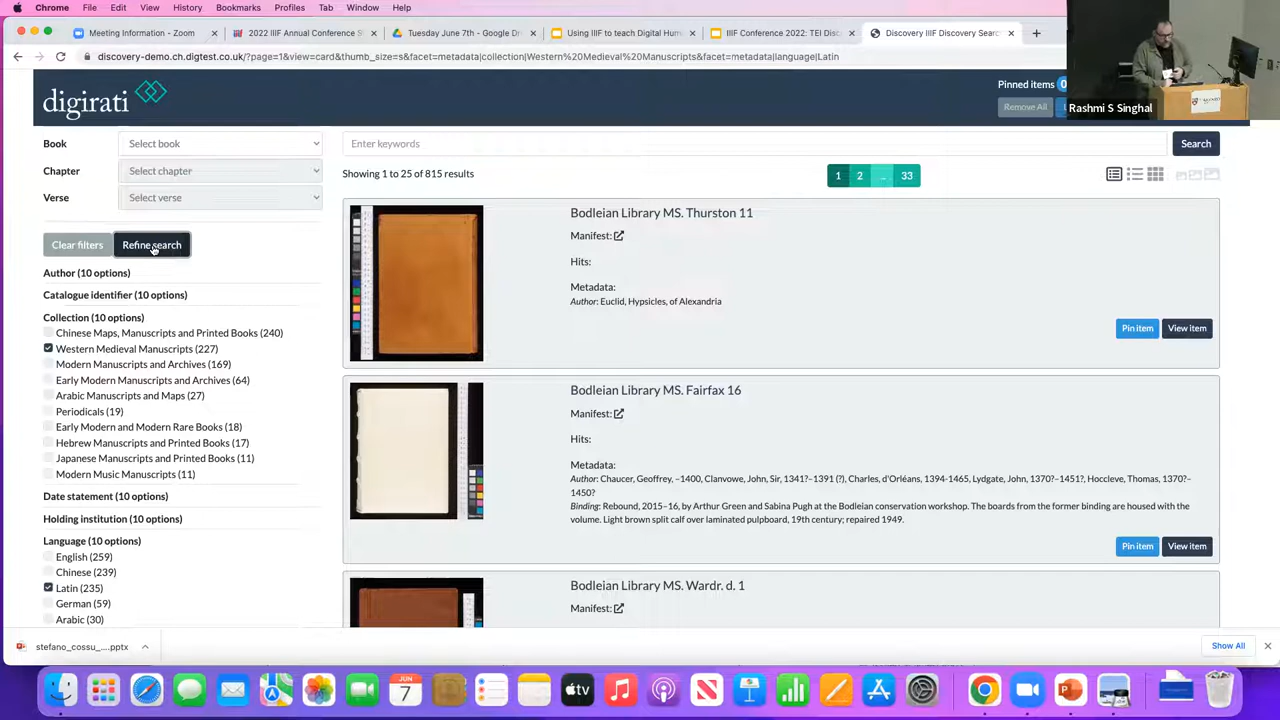 Chrome File Edit View History Bookmarks Profiles Tab Window Help
Meeting Information - Zoom
2022 IIIF Annual Conference S
Tuesday June 7th - Google Dr
Using IIIF to teach Digital Hum
IIIF Conference 2022: TEI Disc
Discovery IIIF Discovery Searc
discovery-demo.ch.digtest.co.uk/?page=1&view=card&thumb_size=s&facet=metadata|collection|Western%20Medieval%20Manuscripts&facet=metadata|language|Latin
Rashmi S Singhal
digirati
Pinned items 0
Remove All
Book Select book
Chapter Select chapter
Verse Select verse
Enter keywords
Search
Showing 1 to 25 of 815 results
1 2 .. 33
Clear filters
Refine search
Author (10 options)
Catalogue identifier (10 options)
Collection (10 options)
Chinese Maps, Manuscripts and Printed Books (240)
Western Medieval Manuscripts (227)
Modern Manuscripts and Archives (169)
Early Modern Manuscripts and Archives (64)
Arabic Manuscripts and Maps (27)
Periodicals (19)
Early Modern and Modern Rare Books (18)
Hebrew Manuscripts and Printed Books (17)
Japanese Manuscripts and Printed Books (11)
Modern Music Manuscripts (11)
Date statement (10 options)
Holding institution (10 options)
Language (10 options)
English (259)
Chinese (239)
Latin (235)
German (59)
Arabic (30)
Bodleian Library MS. Thurston 11
Manifest:
Hits:
Metadata:
Author: Euclid, Hypsicles, of Alexandria
Pin item
View item
Bodleian Library MS. Fairfax 16
Manifest:
Hits:
Metadata:
Author: Chaucer, Geoffrey, –1400, Clanvowe, John, Sir, 1341?–1391 (?), Charles, d'Orléans, 1394-1465, Lydgate, John, 1370?–1451?, Hoccleve, Thomas, 1370?–
1450?
Binding: Rebound, 2015–16, by Arthur Green and Sabina Pugh at the Bodleian conservation workshop. The boards from the former binding are housed with the
volume. Light brown split calf over laminated pulpboard, 19th century; repaired 1949.
Pin item
View item
Bodleian Library MS. Wardr. d. 1
Manifest:
stefano_cossu_....pptx
Show All
JUN
7
tv